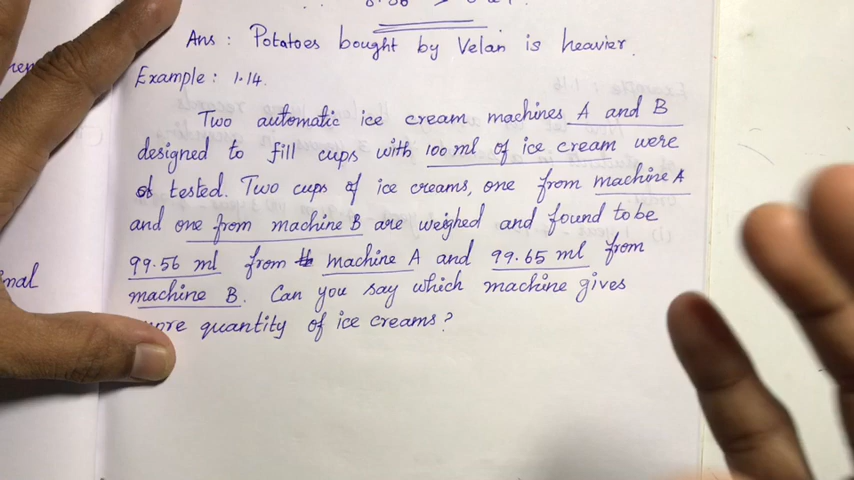 Ans : Potatoes bought by Velan is heavier.
Example : 1.14.
Two automatic ice cream machines A and B
designed to fill cups with 100 ml of ice cream were
tested. Two cups of ice creams, one from machine A
and one from machine B are weighed and found to be
99.56 ml from machine A and 99.65 ml from
machine B. Can you say which machine gives
more quantity of ice creams?